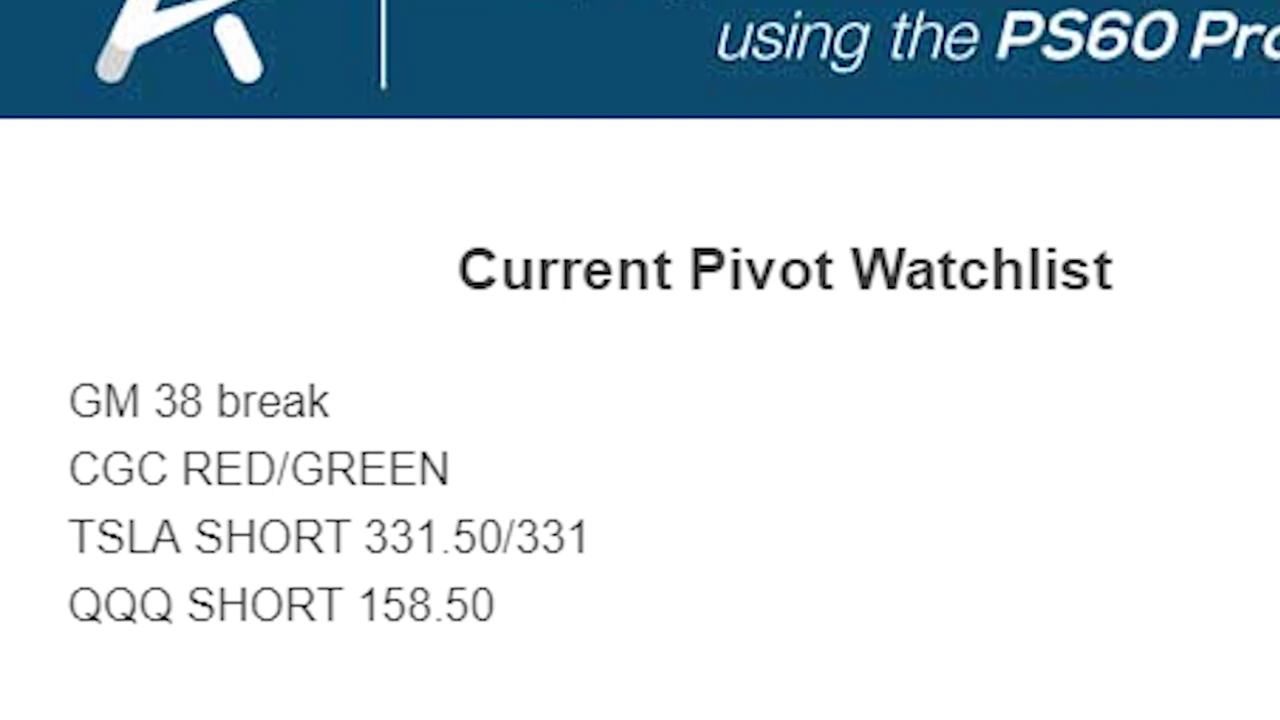 using the PS60
Current Pivot Watchlist
GM 38 break
CGC RED/GREEN
TSLA SHORT 331.50/331
QQQ SHORT 158.50